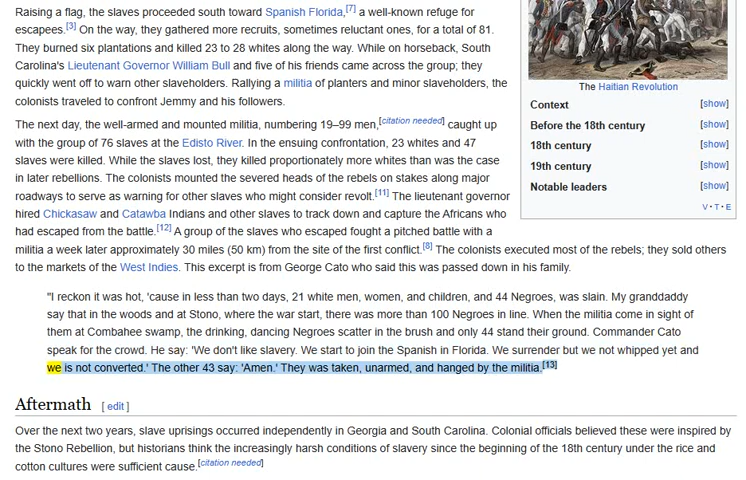 Raising a flag, the slaves proceeded south toward Spanish Florida,[7] a well-known refuge for
escapees.[3] On the way, they gathered more recruits, sometimes reluctant ones, for a total of 81.
They burned six plantations and killed 23 to 28 whites along the way. While on horseback, South
Carolina's Lieutenant Governor William Bull and five of his friends came across the group; they
quickly went off to warn other slaveholders. Rallying a militia of planters and minor slaveholders, the
colonists traveled to confront Jemmy and his followers.
The next day, the well-armed and mounted militia, numbering 19–99 men,[citation needed] caught up
with the group of 76 slaves at the Edisto River. In the ensuing confrontation, 23 whites and 47
slaves were killed. While the slaves lost, they killed proportionately more whites than was the case
in later rebellions. The colonists mounted the severed heads of the rebels on stakes along major
roadways to serve as warning for other slaves who might consider revolt.[11] The lieutenant governor
hired Chickasaw and Catawba Indians and other slaves to track down and capture the Africans who
had escaped from the battle.[12] A group of the slaves who escaped fought a pitched battle with a
militia a week later approximately 30 miles (50 km) from the site of the first conflict.[8] The colonists executed most of the rebels; they sold others
to the markets of the West Indies. This excerpt is from George Cato who said this was passed down in his family.
"I reckon it was hot, 'cause in less than two days, 21 white men, women, and children, and 44 Negroes, was slain. My granddaddy
say that in the woods and at Stono, where the war start, there was more than 100 Negroes in line. When the militia come in sight of
them at Combahee swamp, the drinking, dancing Negroes scatter in the brush and only 44 stand their ground. Commander Cato
speak for the crowd. He say: 'We don't like slavery. We start to join the Spanish in Florida. We surrender but we not whipped yet and
we is not converted.' The other 43 say: 'Amen.' They was taken, unarmed, and hanged by the militia.[13]
Aftermath [ edit ]
Over the next two years, slave uprisings occurred independently in Georgia and South Carolina. Colonial officials believed these were inspired by
the Stono Rebellion, but historians think the increasingly harsh conditions of slavery since the beginning of the 18th century under the rice and
cotton cultures were sufficient cause.[citation needed]
The Haitian Revolution
Context [show]
Before the 18th century [show]
18th century [show]
19th century [show]
Notable leaders [show]
V · T · E